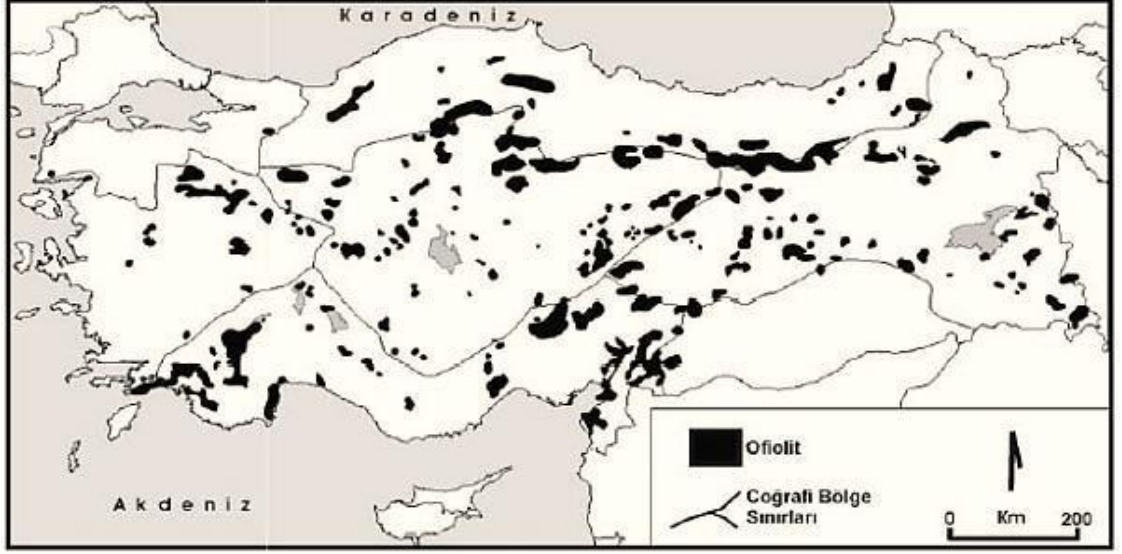 Karadeniz
Akdeniz
Ofiolit
Coğrafi Bölge
Sınırları
0 Km 200